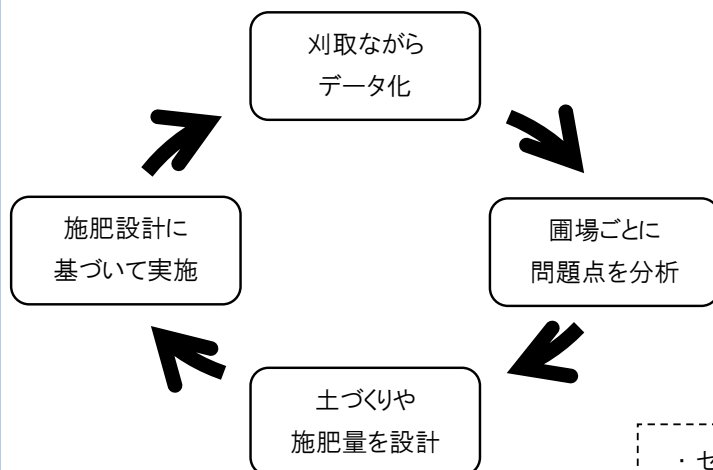 刈取ながら
データ化
圃場ごとに
問題点を分析
土づくりや
施肥量を設計
施肥設計に
基づいて実施
・セ